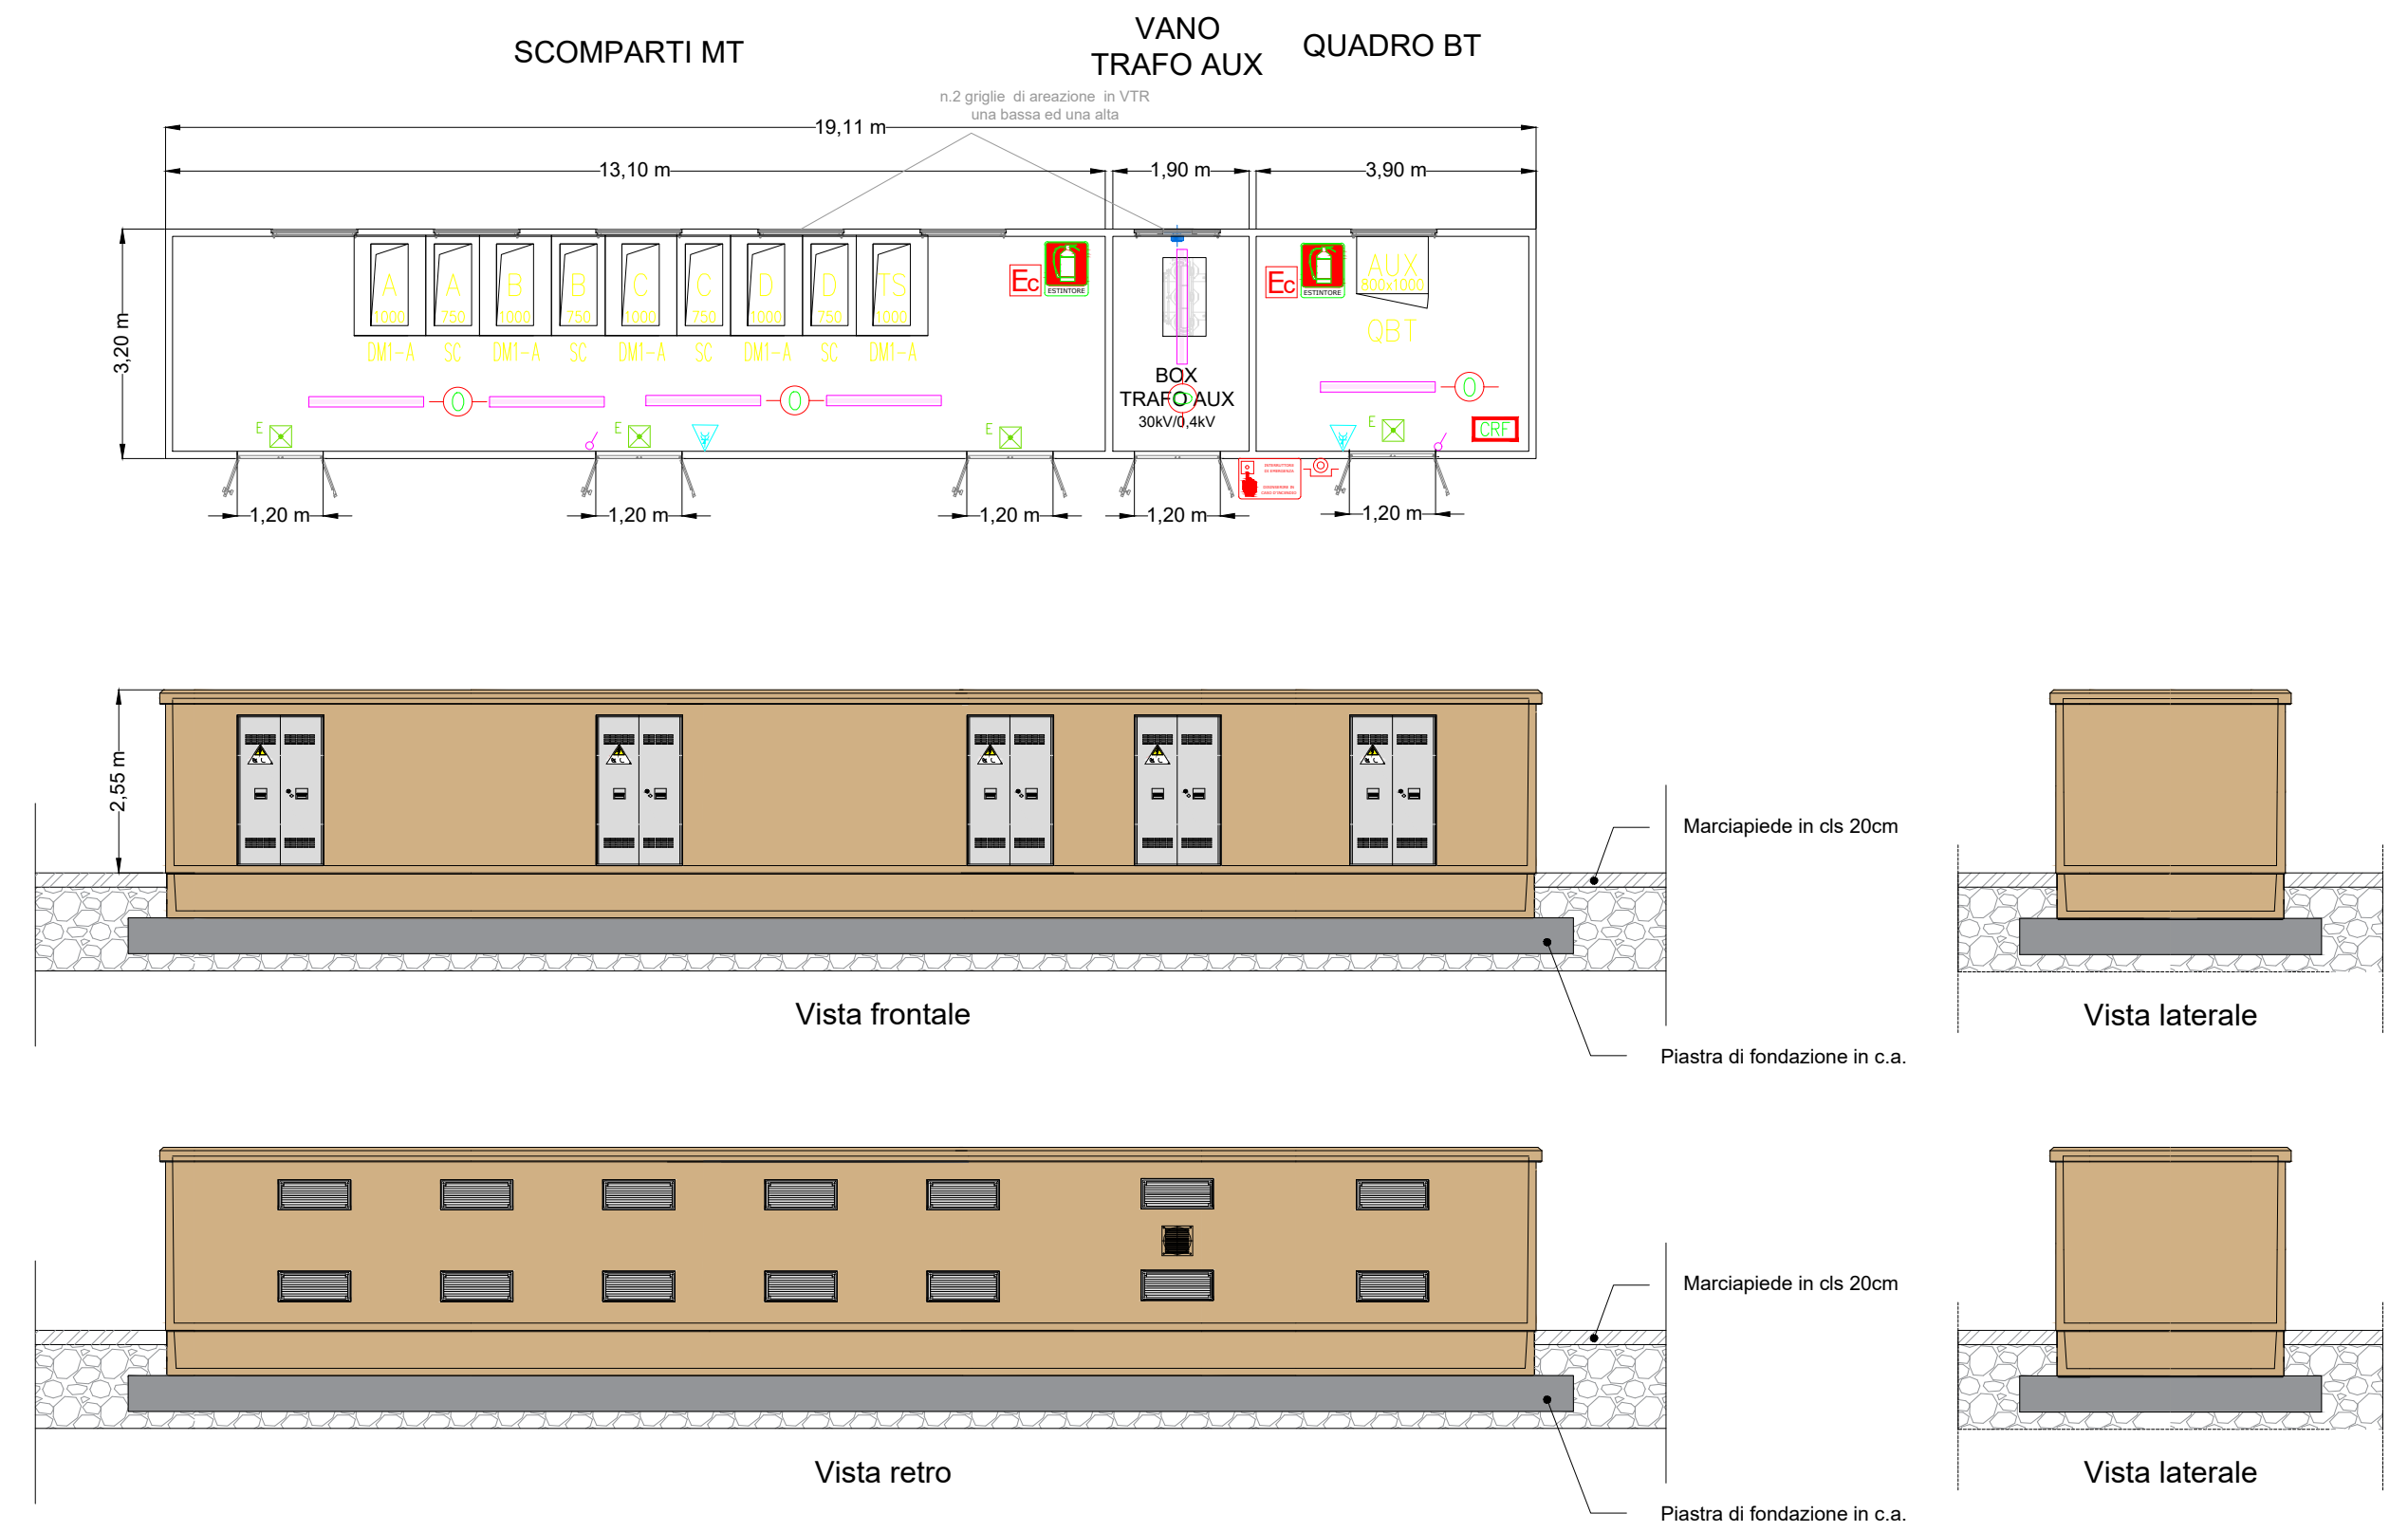 SCOMPARTI MT
VANO
TRAFO AUX
QUADRO BT
n.2 griglie di areazione in VTR
una bassa ed una alta
19,11 m
13,10 m
1,90 m
3,90 m
3,20 m
A
1000
A
750
B
1000
B
750
C
1000
C
750
D
1000
D
750
TS
1000
DM1-A
SC
DM1-A
SC
DM1-A
SC
DM1-A
SC
DM1-A
Ec
ESTINTORE
Ec
ESTINTORE
AUX
800x1000
QBT
BOX
TRAFO AUX
30kV/0,4kV
E
E
E
E
CRF
INTERRUTTORE
DI EMERGENZA
CASO D'INCENDIO
1,20 m
1,20 m
1,20 m
1,20 m
1,20 m
2,55 m
Marciapiede in cls 20cm
Vista frontale
Vista laterale
Piastra di fondazione in c.a.
Marciapiede in cls 20cm
Vista retro
Vista laterale
Piastra di fondazione in c.a.